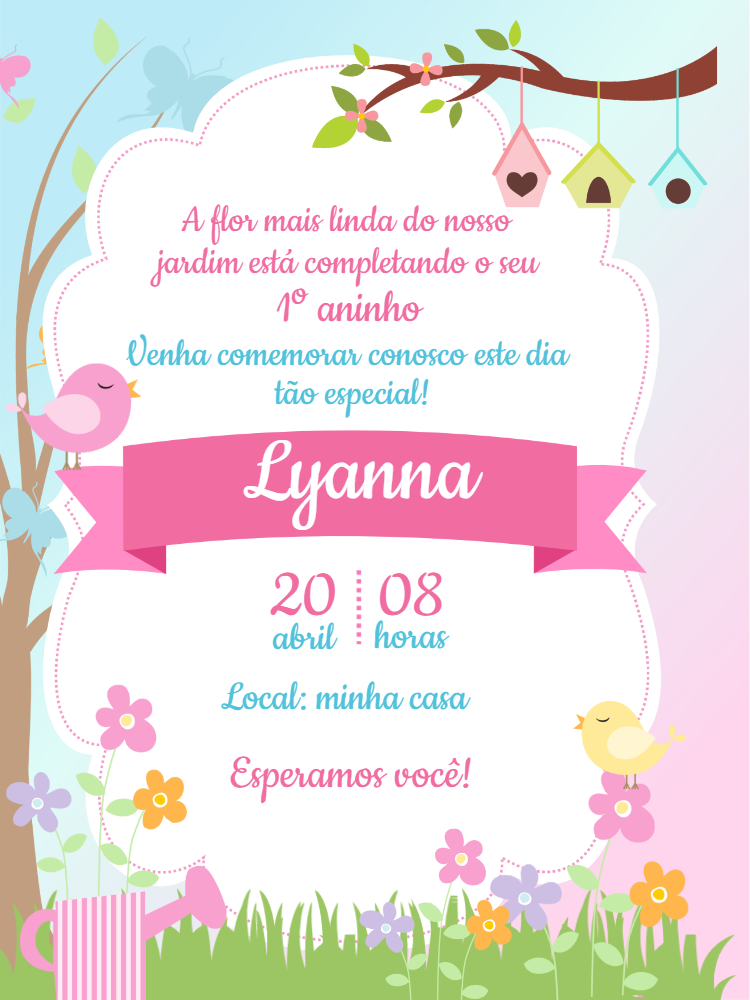 A flor mais linda do nosso
jardim está completando o seu
1º aninho
Venha comemorar conosco este dia
tão especial!
Lyanna
20 08
abril horas
Local: minha casa
Esperamos você!